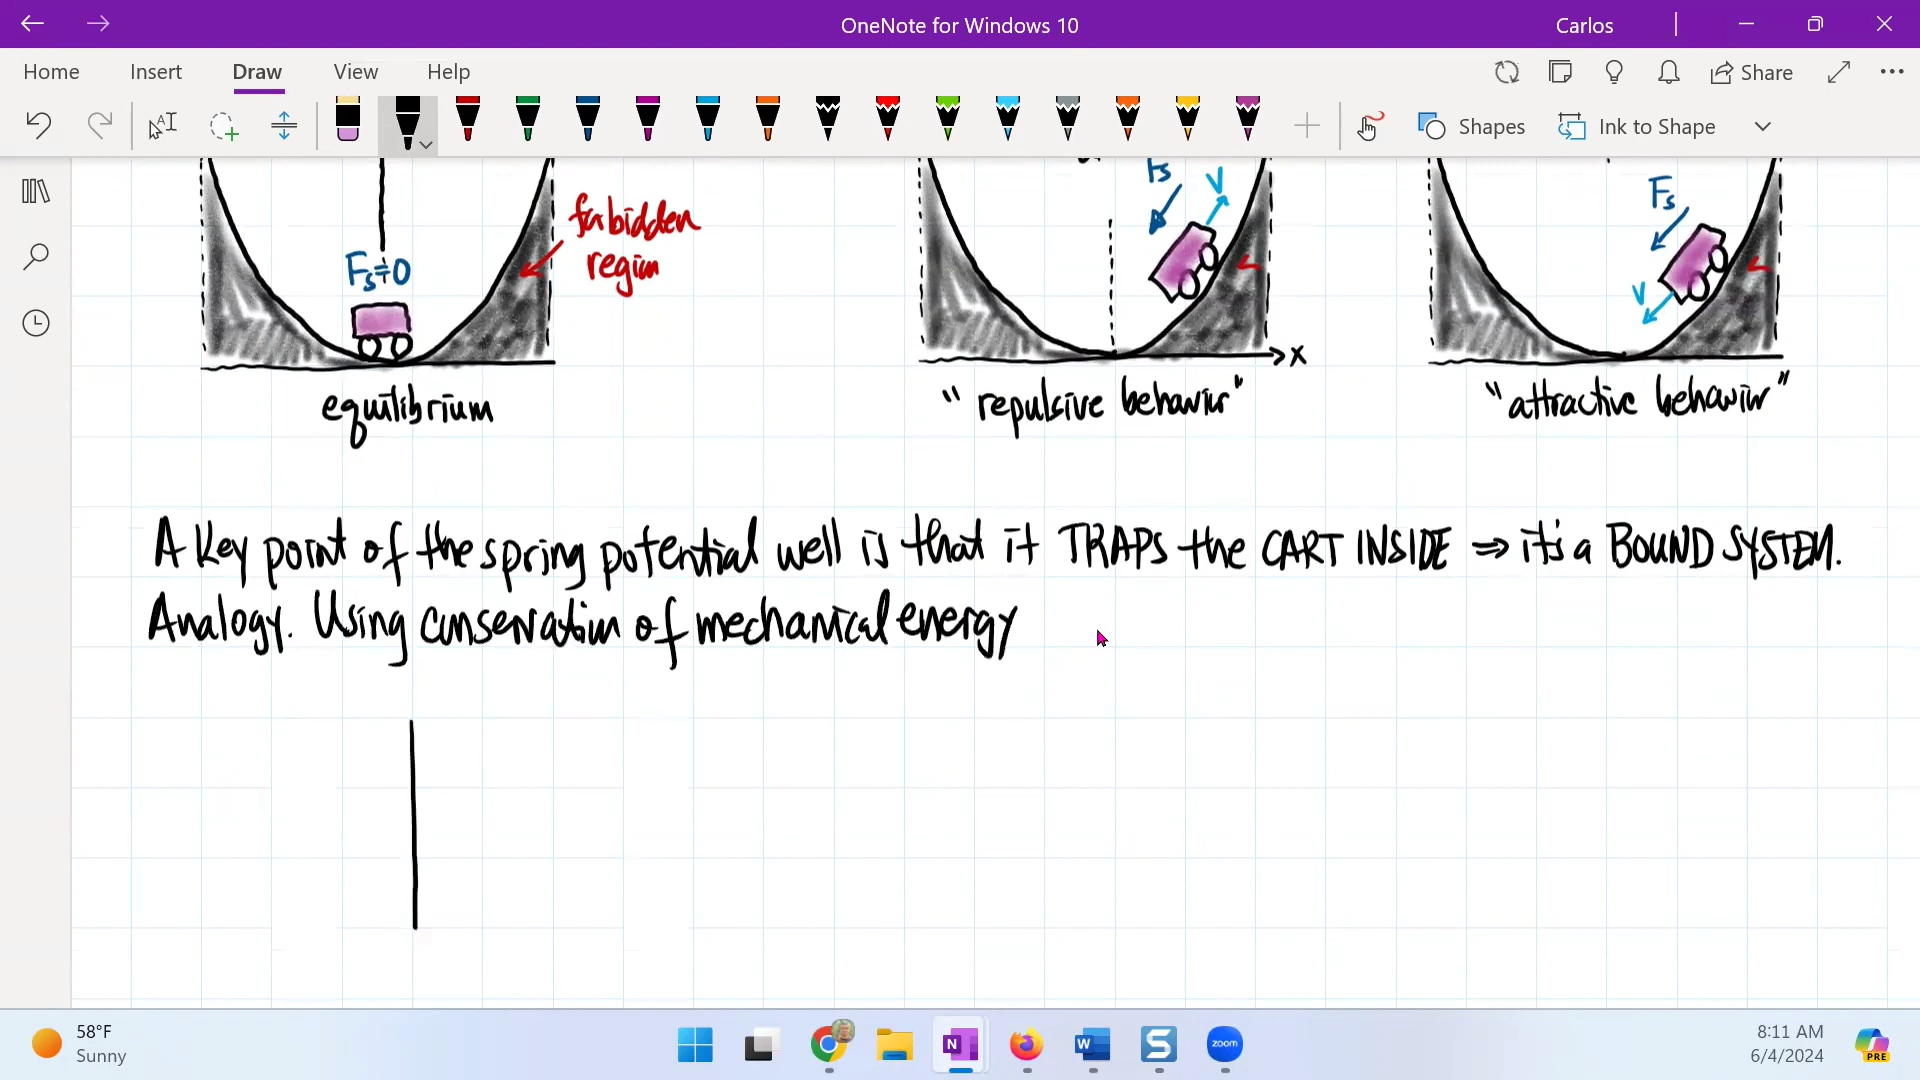 OneNote for Windows 10
Carlos
Home Insert Draw View Help
Share
Shapes
Ink to Shape
forbidden
region
Fs=0
equilibrium
Fs
V
x
"repulsive behavior"
Fs
V
"attractive behavior"
A key point of the spring potential well is that it TRAPS the CART INSIDE ⇒ it's a BOUND SYSTEM.
Analogy. Using conservation of mechanical energy
58°F
Sunny
zoom
8:11 AM
6/4/2024
PRE